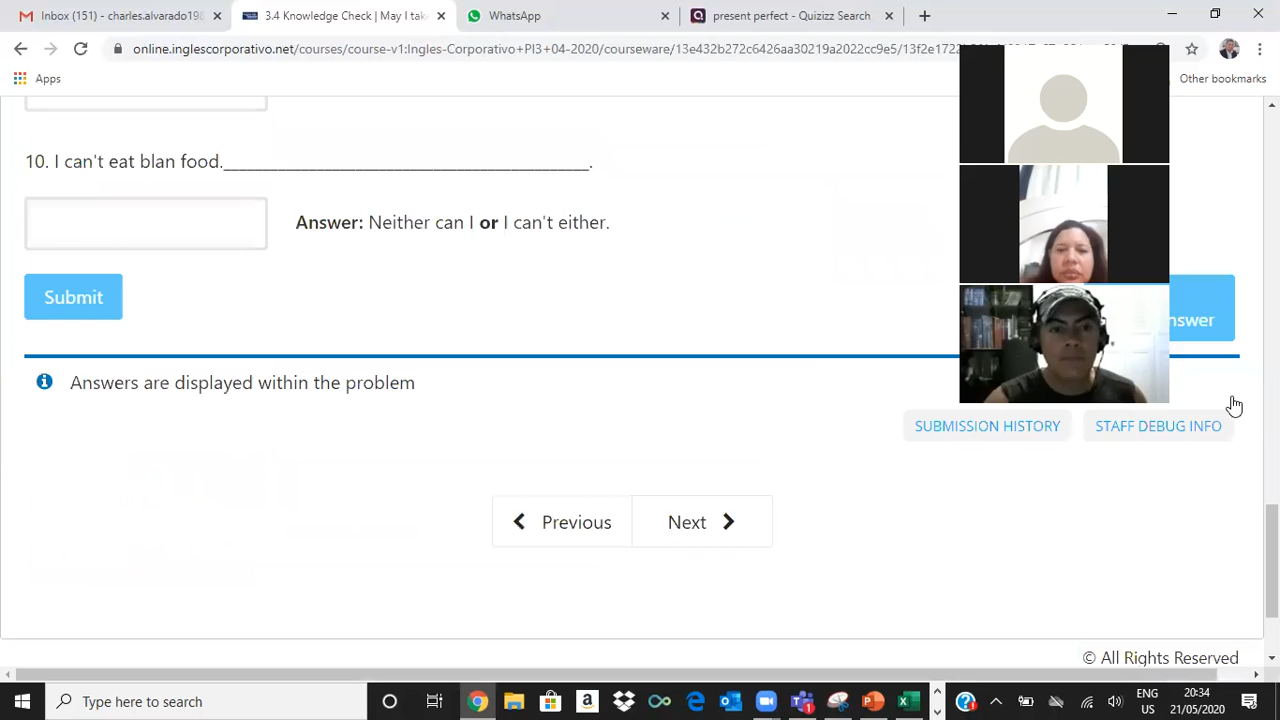 Inbox (151) - charles.alvarado198
3.4 Knowledge Check | May I take
WhatsApp
present perfect - Quizizz Search
online.inglescorporativo.net/courses/course-v1:Ingles-Corporativo+PI3+04-2020/courseware/13e432b272c6426aa30219a2022cc9e5/13f2e1722
Apps
Other bookmarks
10. I can't eat blan food.___________________________________________.
Answer: Neither can I or I can't either.
Submit
nswer
Answers are displayed within the problem
SUBMISSION HISTORY
STAFF DEBUG INFO
Previous
Next
© All Rights Reserved
Type here to search
ENG
US
20:34
21/05/2020